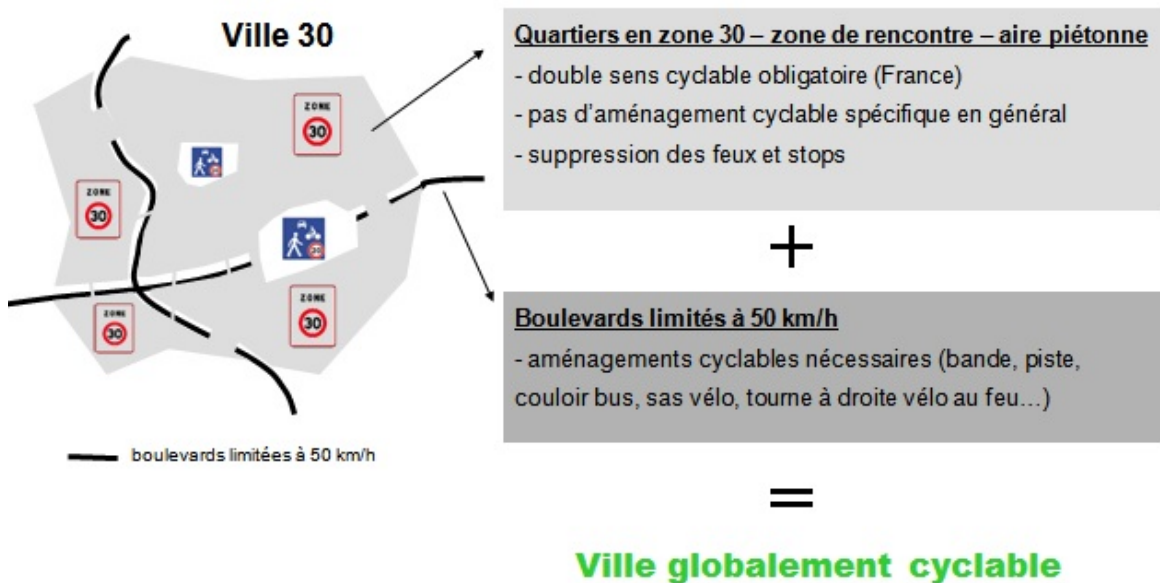 Ville 30
ZONE
30
ZONE
30
ZONE
30
ZONE
30
boulevards limitées à 50 km/h
Quartiers en zone 30 – zone de rencontre – aire piétonne
- double sens cyclable obligatoire (France)
- pas d'aménagement cyclable spécifique en général
- suppression des feux et stops
+
Boulevards limités à 50 km/h
- aménagements cyclables nécessaires (bande, piste,
couloir bus, sas vélo, tourne à droite vélo au feu…)
=
Ville globalement cyclable